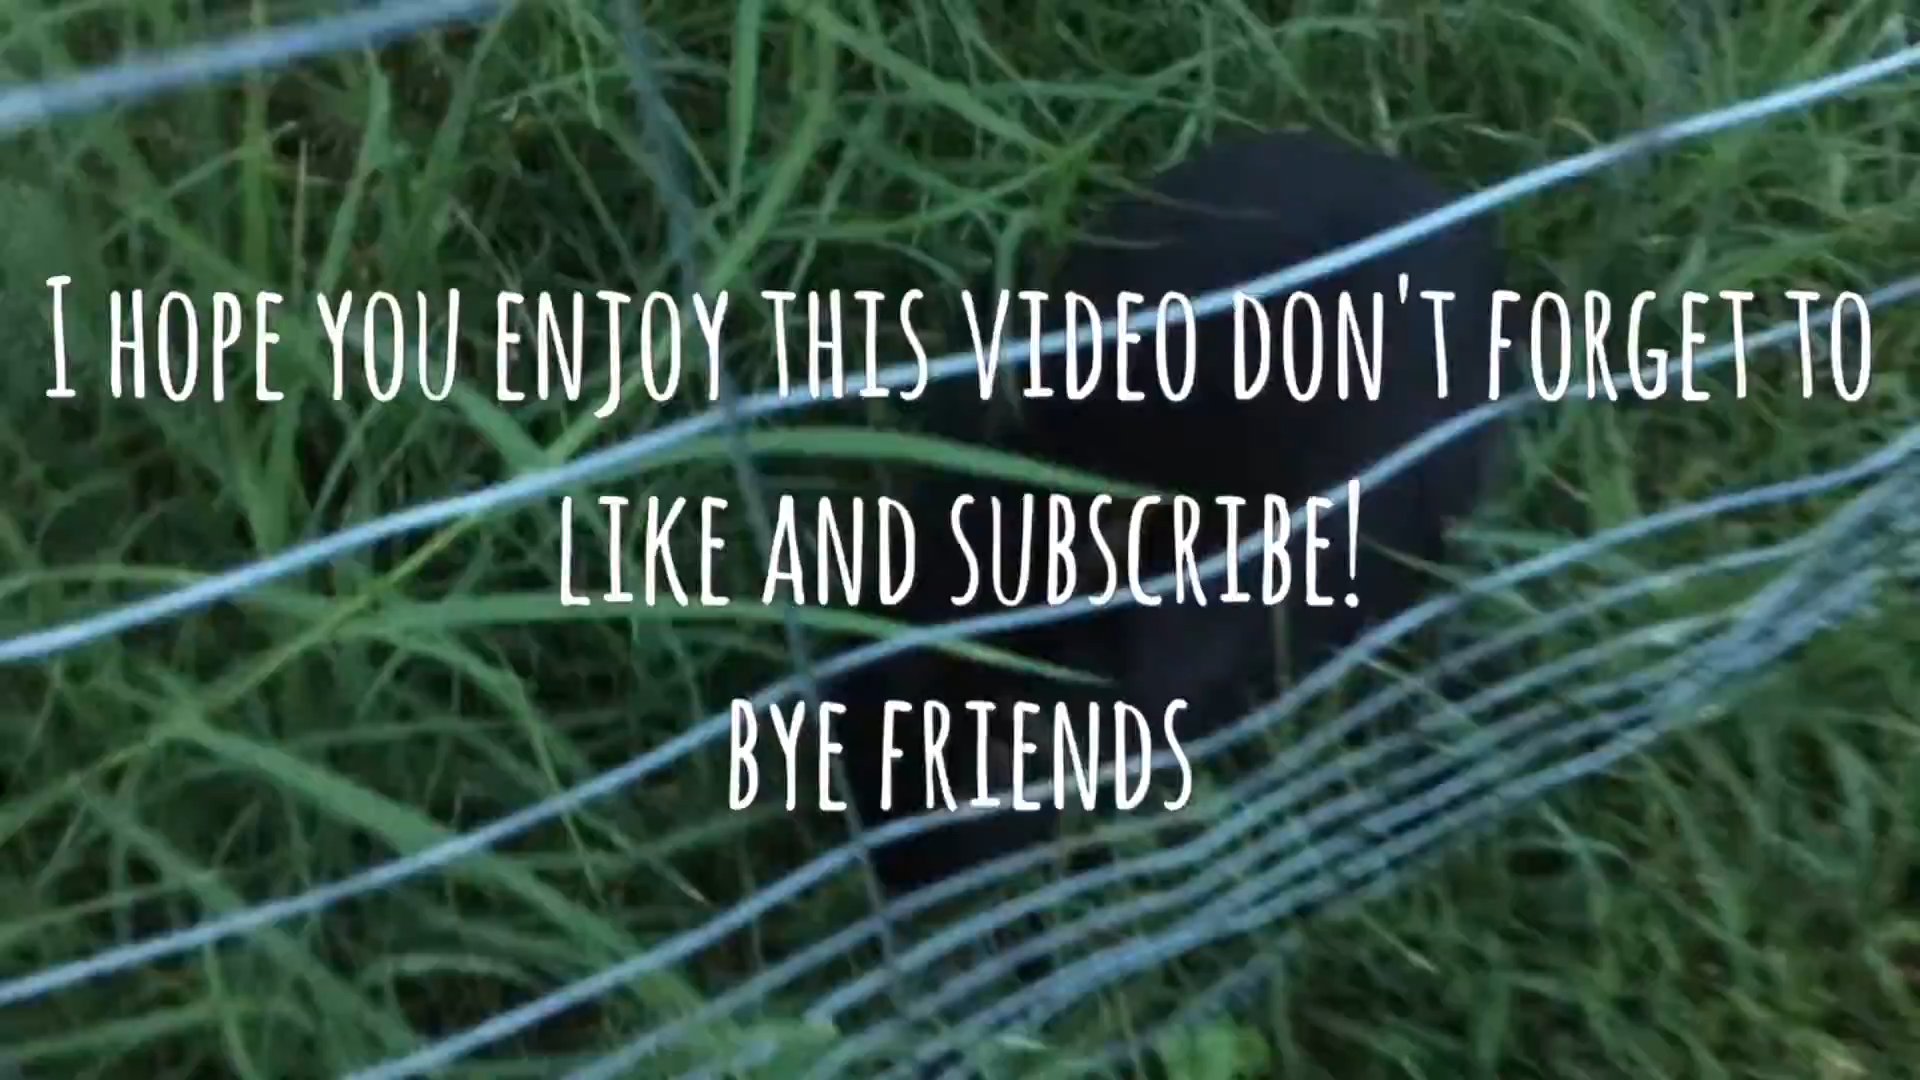 I HOPE YOU ENJOY THIS VIDEO DON'T FORGET TO
LIKE AND SUBSCRIBE!
BYE FRIENDS